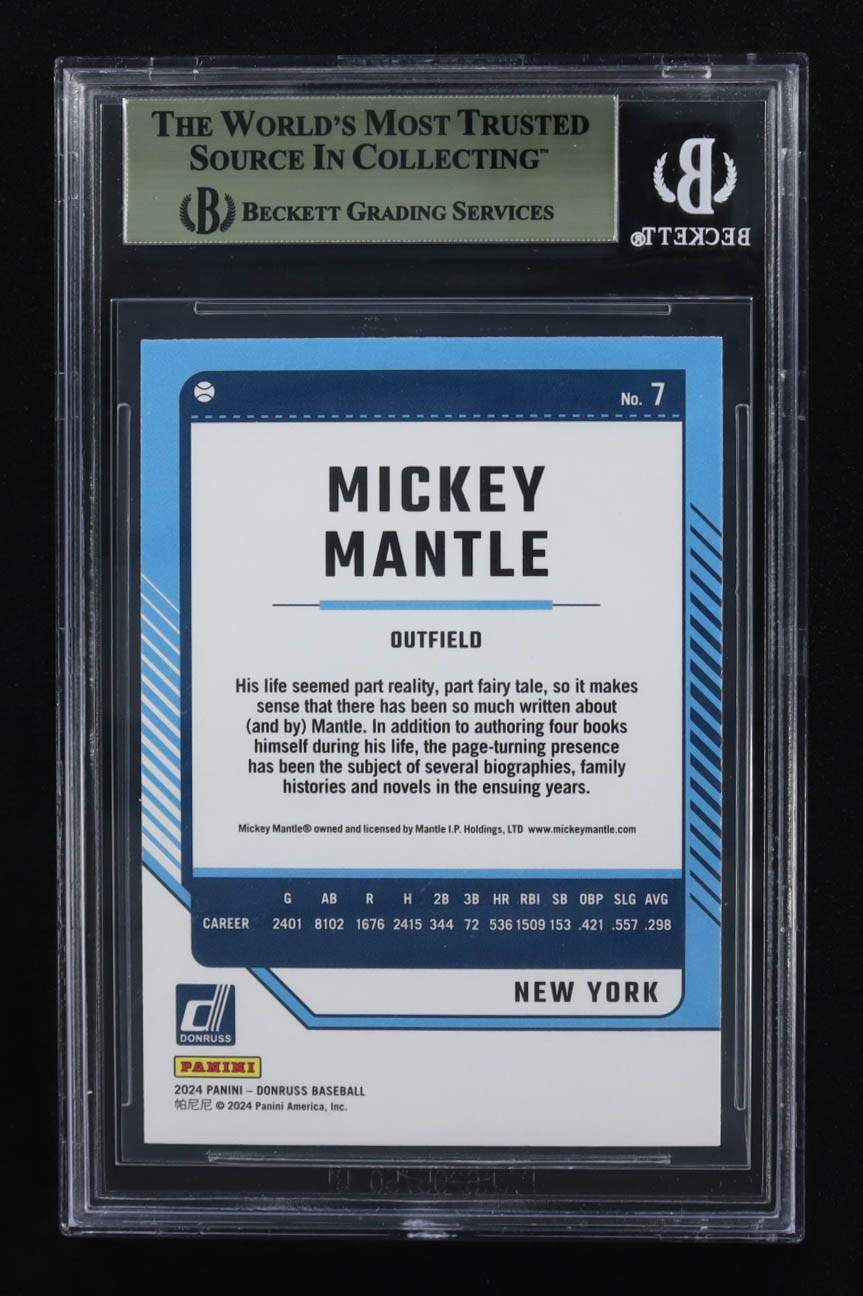 THE WORLD'S MOST TRUSTED
SOURCE IN COLLECTING™
B BECKETT GRADING SERVICES
B
BECKETT®
No. 7
MICKEY
MANTLE
OUTFIELD
His life seemed part reality, part fairy tale, so it makes
sense that there has been so much written about
(and by) Mantle. In addition to authoring four books
himself during his life, the page-turning presence
has been the subject of several biographies, family
histories and novels in the ensuing years.
Mickey Mantle® owned and licensed by Mantle I.P. Holdings, LTD www.mickeymantle.com
G AB R H 2B 3B HR RBI SB OBP SLG AVG
CAREER 2401 8102 1676 2415 344 72 536 1509 153 .421 .557 .298
NEW YORK
d
DONRUSS
PANINI
2024 PANINI – DONRUSS BASEBALL
帕尼尼 © 2024 Panini America, Inc.